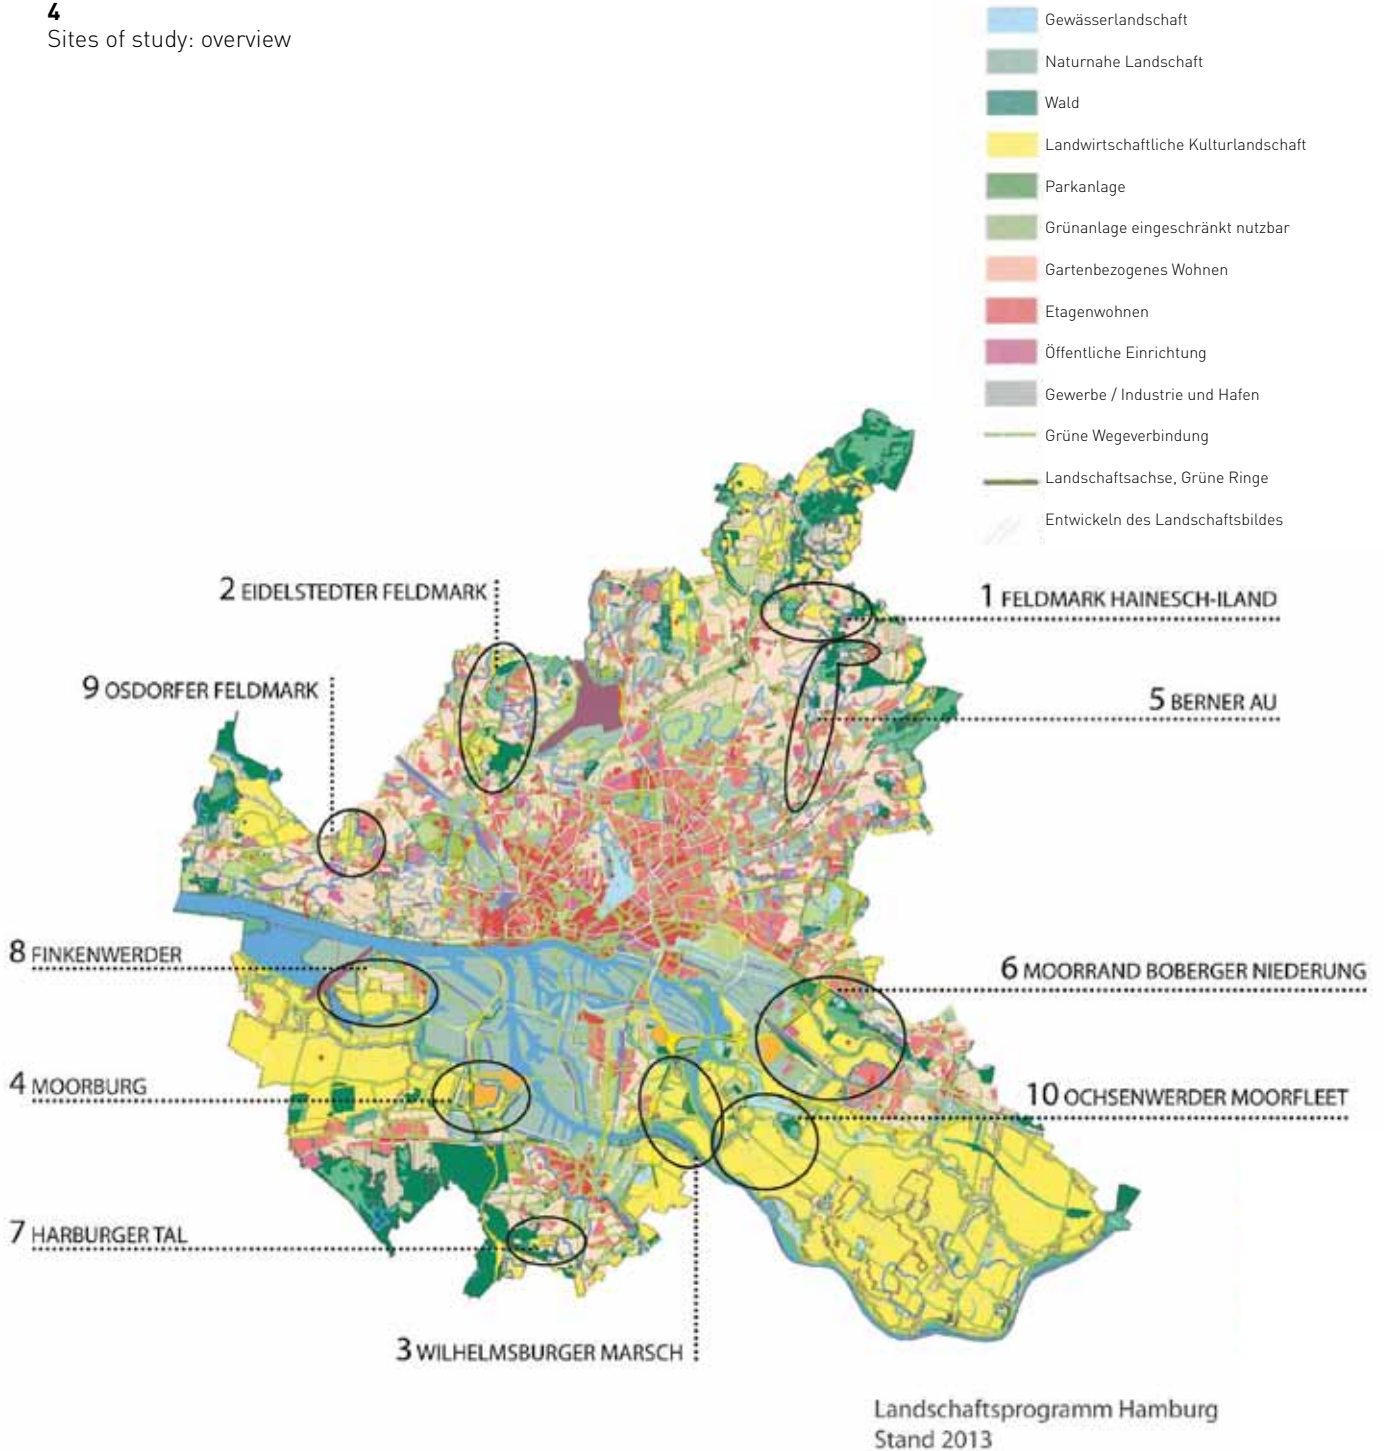 4
Sites of study: overview
Gewässerlandschaft
Naturnahe Landschaft
Wald
Landwirtschaftliche Kulturlandschaft
Parkanlage
Grünanlage eingeschränkt nutzbar
Gartenbezogenes Wohnen
Etagenwohnen
Öffentliche Einrichtung
Gewerbe / Industrie und Hafen
Grüne Wegeverbindung
Landschaftsachse, Grüne Ringe
Entwickeln des Landschaftsbildes
2 EIDELSTEDTER FELDMARK
1 FELDMARK HAINESCH-ILAND
9 OSDORFER FELDMARK
5 BERNER AU
8 FINKENWERDER
6 MOORRAND BOBERGER NIEDERUNG
4 MOORBURG
10 OCHSENWERDER MOORFLEET
7 HARBURGER TAL
3 WILHELMSBURGER MARSCH
Landschaftsprogramm Hamburg
Stand 2013